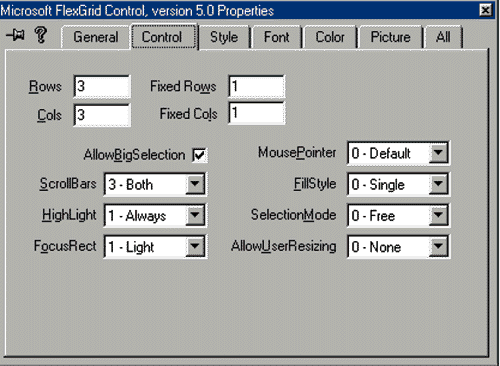 Microsoft FlexGrid Control, version 5.0 Properties
General Control Style Font Color Picture All
Rows 3 Fixed Rows 1
Cols 3 Fixed Cols 1
AllowBigSelection MousePointer 0 - Default
ScrollBars 3 - Both FillStyle 0 - Single
HighLight 1 - Always SelectionMode 0 - Free
FocusRect 1 - Light AllowUserResizing 0 - None